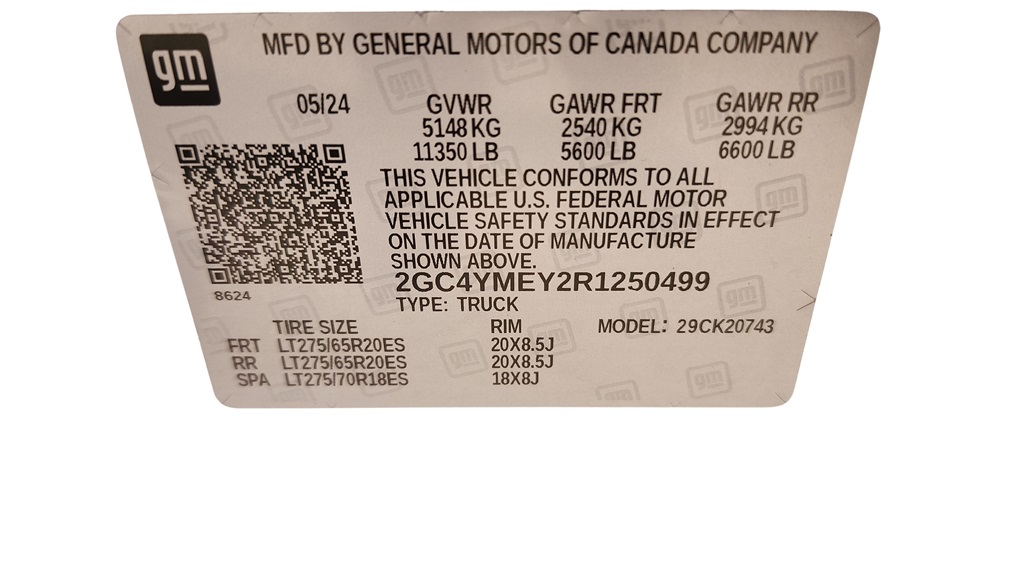 gm
MFD BY GENERAL MOTORS OF CANADA COMPANY
05/24 GVWR GAWR FRT GAWR RR
5148 KG 2540 KG 2994 KG
11350 LB 5600 LB 6600 LB
THIS VEHICLE CONFORMS TO ALL
APPLICABLE U.S. FEDERAL MOTOR
VEHICLE SAFETY STANDARDS IN EFFECT
ON THE DATE OF MANUFACTURE
SHOWN ABOVE.
2GC4YMEY2R1250499
8624
TYPE: TRUCK
TIRE SIZE RIM MODEL: 29CK20743
FRT LT275/65R20ES 20X8.5J
RR LT275/65R20ES 20X8.5J
SPA LT275/70R18ES 18X8J